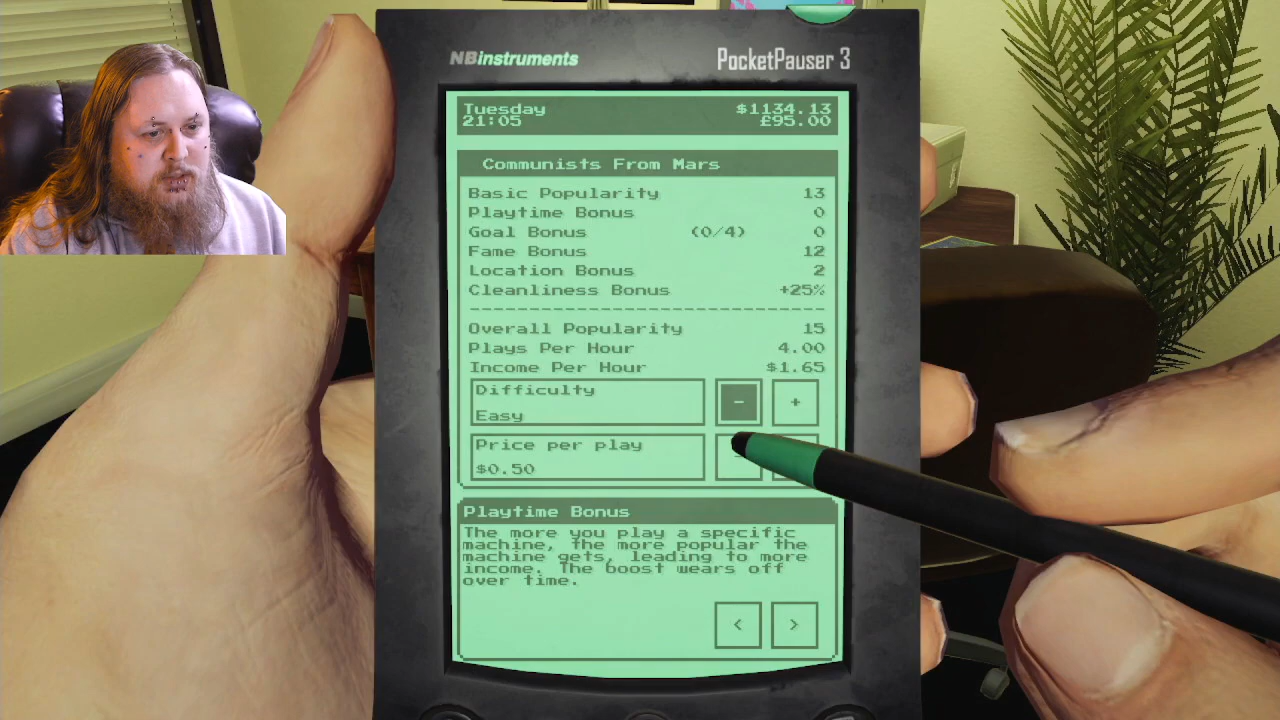 NBinstruments PocketPauser 3
Tuesday $1134.13
21:05 £95.00
Communists From Mars
Basic Popularity 13
Playtime Bonus 0
Goal Bonus (0/4) 0
Fame Bonus 12
Location Bonus 2
Cleanliness Bonus +25%
Overall Popularity 15
Plays Per Hour 4.00
Income Per Hour $1.65
Difficulty
Easy
- +
Price per play
$0.50
Playtime Bonus
The more you play a specific
machine, the more popular the
machine gets, leading to more
income. The boost wears off
over time.
< >